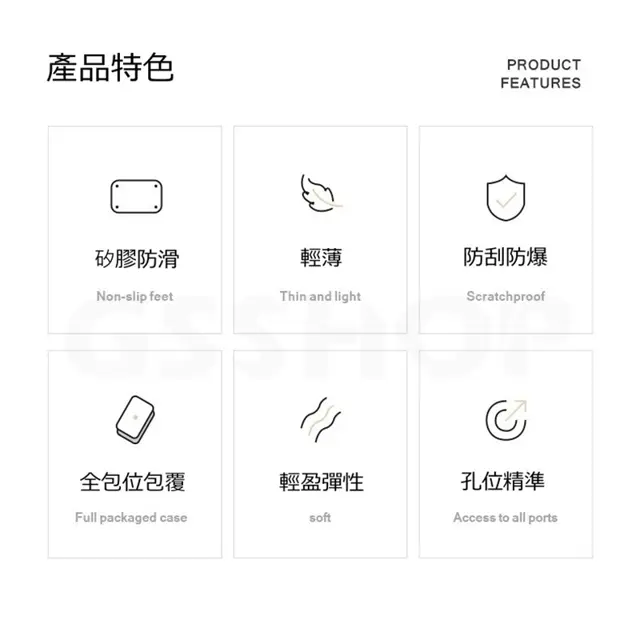 產品特色
PRODUCT
FEATURES
矽膠防滑
Non-slip feet
輕薄
Thin and light
防刮防爆
Scratchproof
GSSHOP
全包位包覆
Full packaged case
輕盈彈性
soft
孔位精準
Access to all ports